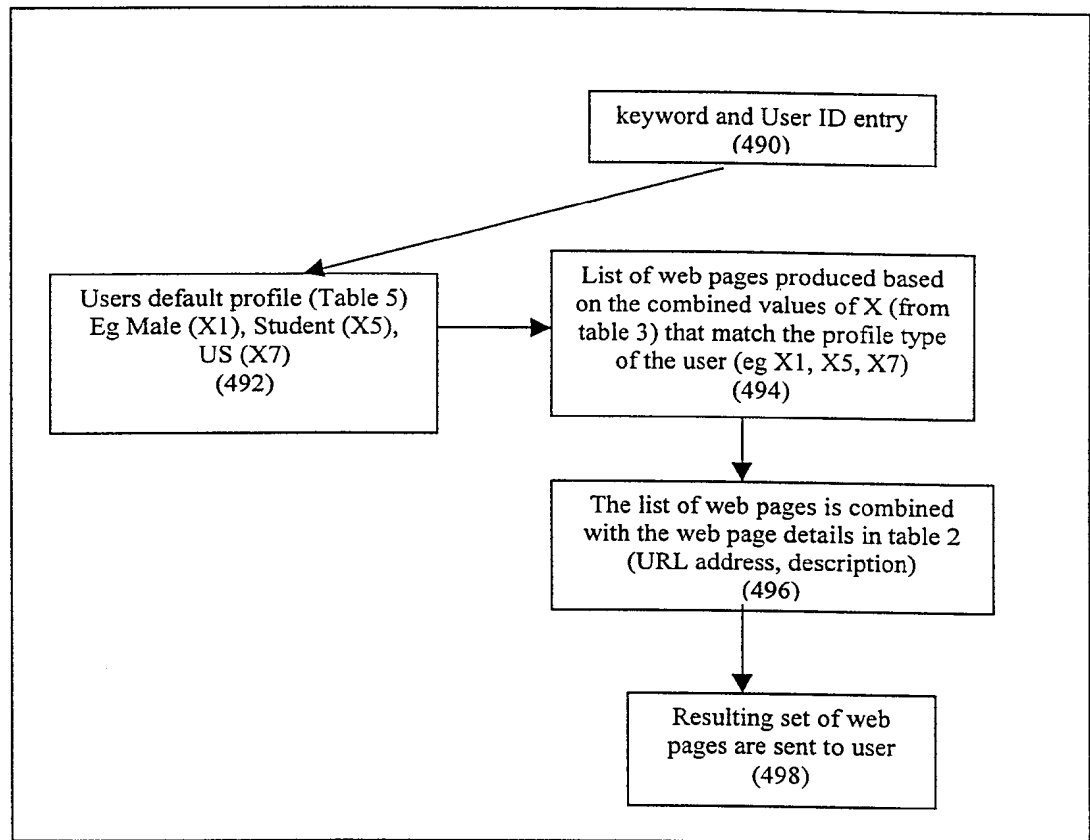 keyword and User ID entry
(490)
Users default profile (Table 5)
Eg Male (X1), Student (X5),
US (X7)
(492)
List of web pages produced based
on the combined values of X (from
table 3) that match the profile type
of the user (eg X1, X5, X7)
(494)
The list of web pages is combined
with the web page details in table 2
(URL address, description)
(496)
Resulting set of web
pages are sent to user
(498)